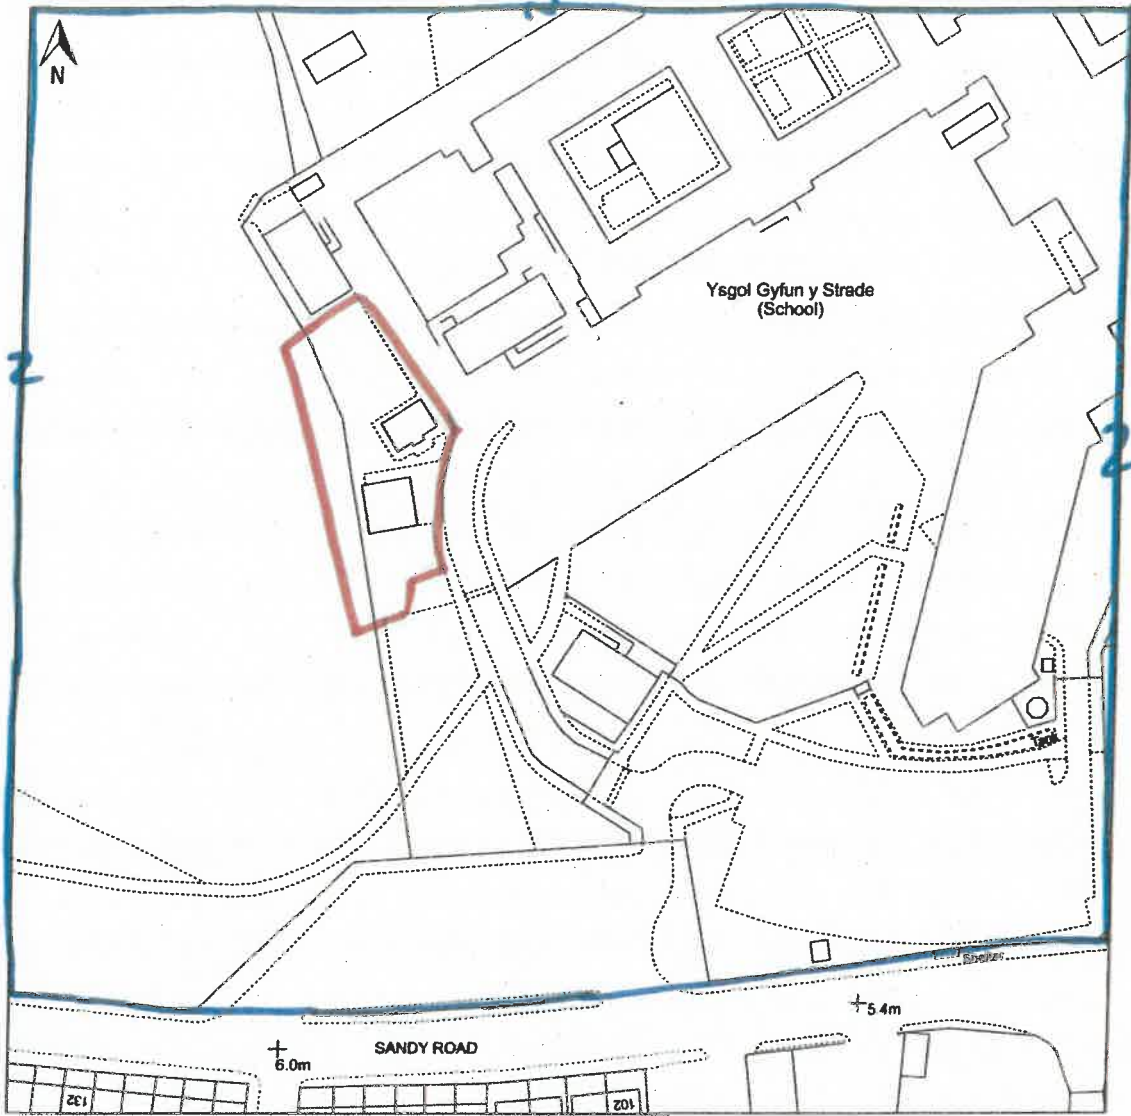 N
Ysgol Gyfun y Strade
(School)
Tank
Shelter
5.4m
SANDY ROAD
6.0m
132
102